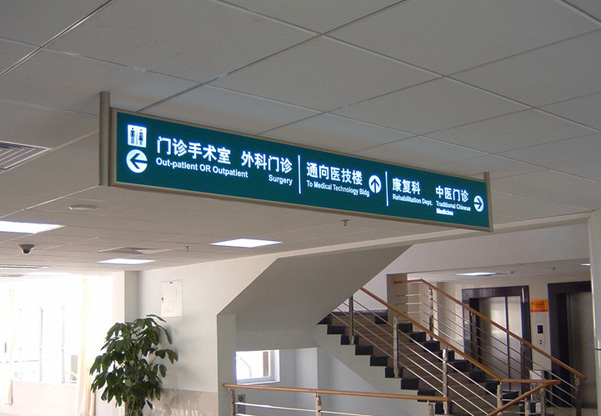 门诊手术室 外科门诊
Out-patient OR Outpatient Surgery
通向医技楼
To Medical Technology Bldg
康复科 中医门诊
Rehabilitation Dept. Traditional Chinese
Medicine